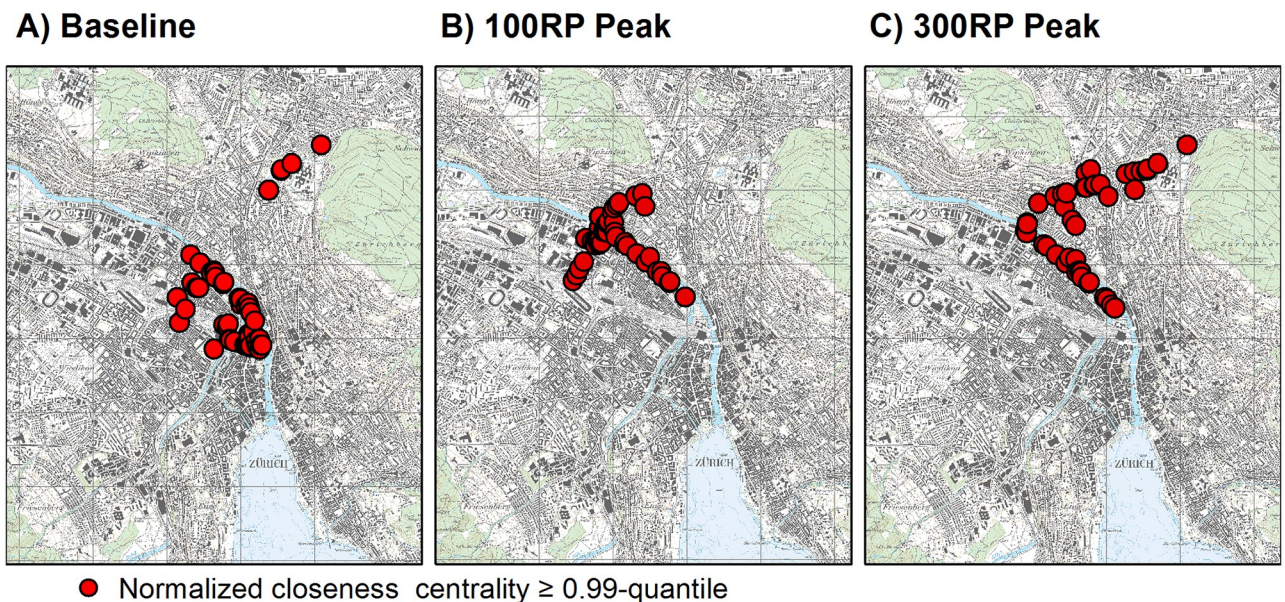 A) Baseline
B) 100RP Peak
C) 300RP Peak
ZÜRICH
ZÜRICH
ZÜRICH
Normalized closeness centrality ≥ 0.99-quantile